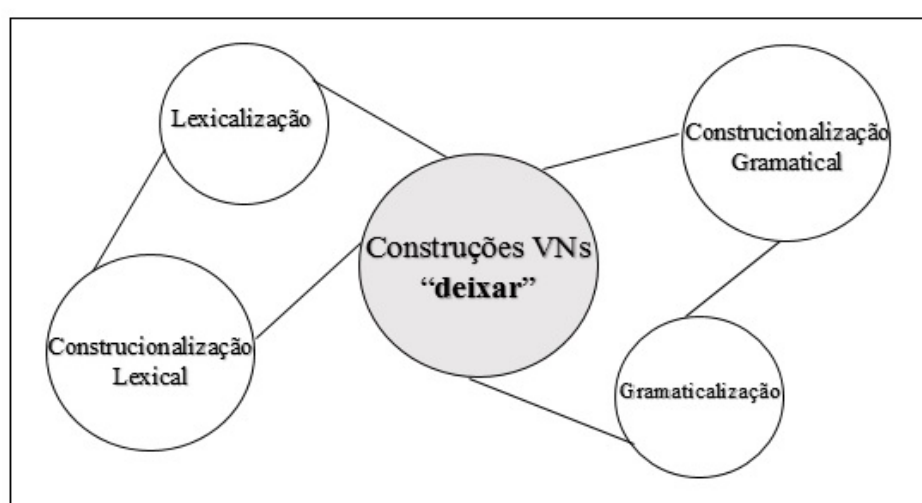 Lexicalização
Construcionalização
Gramatical
Construções VNs
“deixar”
Construcionalização
Lexical
Gramaticalização